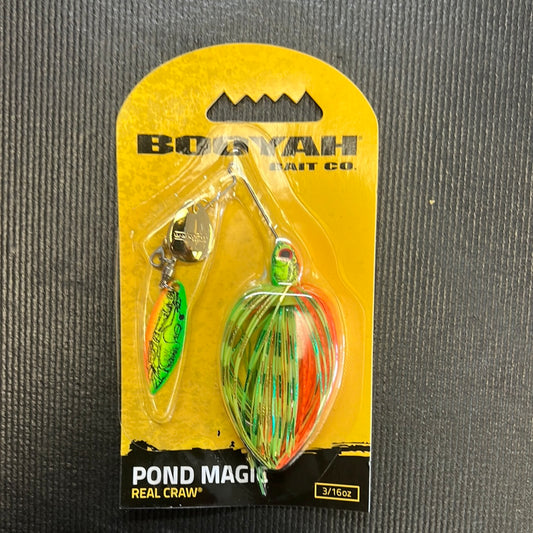 BOOYAH
BAIT CO.
POND MAGIC
REAL CRAW®
3/16oz